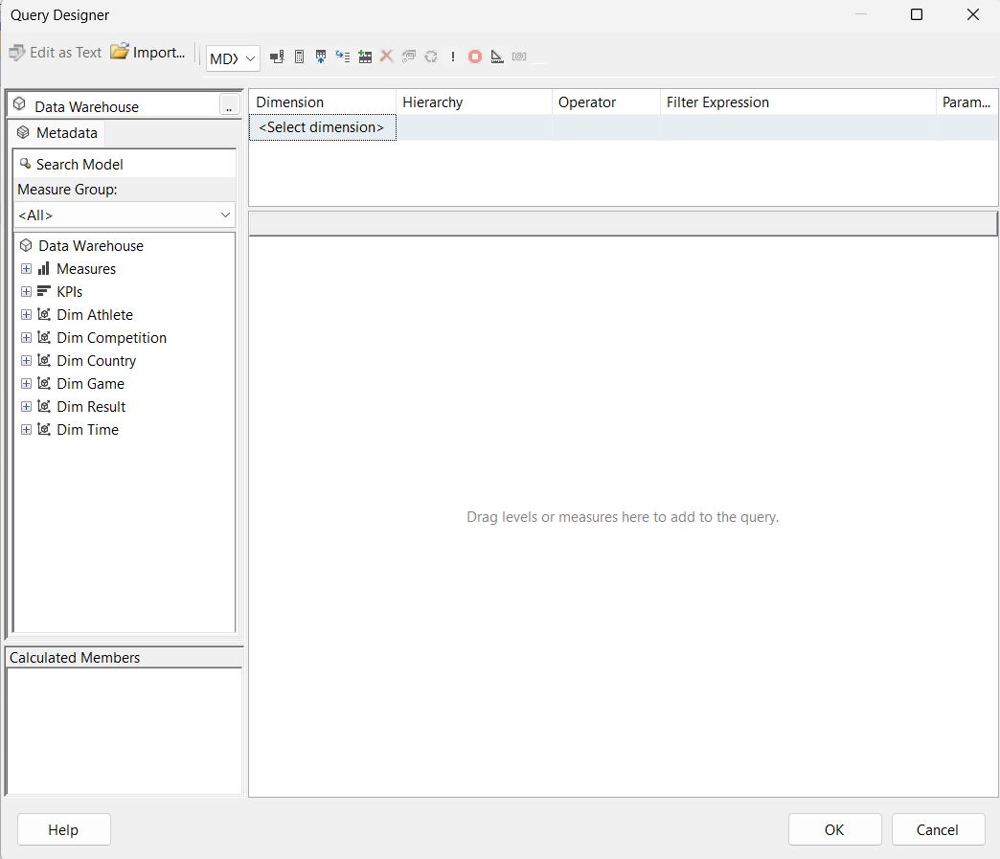 Query Designer
Edit as Text Import... MDX
Data Warehouse ..
Metadata
Search Model
Measure Group:
<All>
Data Warehouse
Measures
KPIs
Dim Athlete
Dim Competition
Dim Country
Dim Game
Dim Result
Dim Time
Calculated Members
Dimension Hierarchy Operator Filter Expression Param...
<Select dimension>
Drag levels or measures here to add to the query.
Help OK Cancel